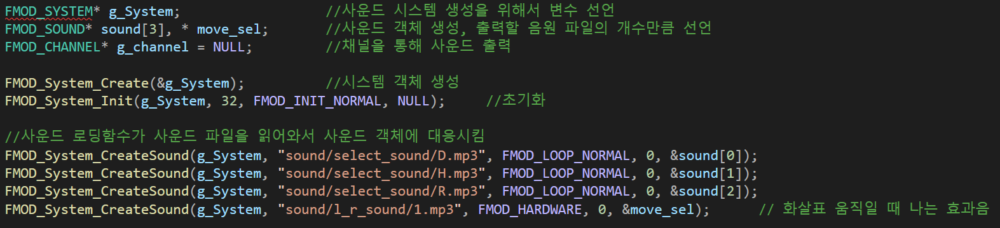 FMOD_SYSTEM* g_System; //사운드 시스템 생성을 위해서 변수 선언
FMOD_SOUND* sound[3], * move_sel; //사운드 객체 생성, 출력할 음원 파일의 개수만큼 선언
FMOD_CHANNEL* g_channel = NULL; //채널을 통해 사운드 출력
FMOD_System_Create(&g_System); //시스템 객체 생성
FMOD_System_Init(g_System, 32, FMOD_INIT_NORMAL, NULL); //초기화
//사운드 로딩함수가 사운드 파일을 읽어와서 사운드 객체에 대응시킴
FMOD_System_CreateSound(g_System, "sound/select_sound/D.mp3", FMOD_LOOP_NORMAL, 0, &sound[0]);
FMOD_System_CreateSound(g_System, "sound/select_sound/H.mp3", FMOD_LOOP_NORMAL, 0, &sound[1]);
FMOD_System_CreateSound(g_System, "sound/select_sound/R.mp3", FMOD_LOOP_NORMAL, 0, &sound[2]);
FMOD_System_CreateSound(g_System, "sound/l_r_sound/1.mp3", FMOD_HARDWARE, 0, &move_sel); // 화살표 움직일 때 나는 효과음